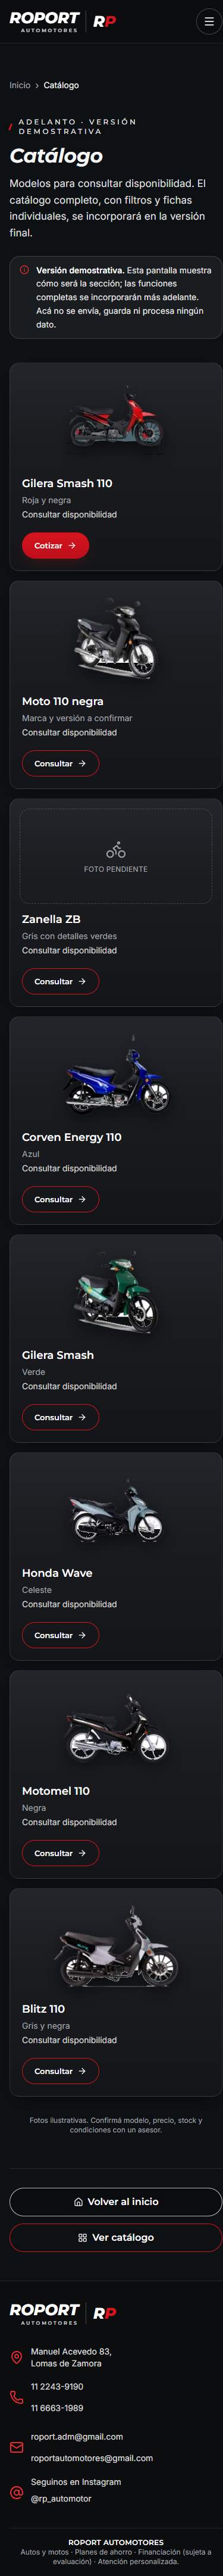 ROPORT
AUTOMOTORES
RP
Inicio › Catálogo
ADELANTO · VERSIÓN
DEMOSTRATIVA
Catálogo
Modelos para consultar disponibilidad. El
catálogo completo, con filtros y fichas
individuales, se incorporará en la versión
final.
Versión demostrativa. Esta pantalla muestra
cómo será la sección; las funciones
completas se incorporarán más adelante.
Acá no se envía, guarda ni procesa ningún
dato.
Gilera Smash 110
Roja y negra
Consultar disponibilidad
Cotizar →
Moto 110 negra
Marca y versión a confirmar
Consultar disponibilidad
Consultar →
FOTO PENDIENTE
Zanella ZB
Gris con detalles verdes
Consultar disponibilidad
Consultar →
Corven Energy 110
Azul
Consultar disponibilidad
Consultar →
Gilera Smash
Verde
Consultar disponibilidad
Consultar →
Honda Wave
Celeste
Consultar disponibilidad
Consultar →
Motomel 110
Negra
Consultar disponibilidad
Consultar →
Blitz 110
Gris y negra
Consultar disponibilidad
Consultar →
Fotos ilustrativas. Confirmá modelo, precio, stock y
condiciones con un asesor.
Volver al inicio
Ver catálogo
ROPORT
AUTOMOTORES
RP
Manuel Acevedo 83,
Lomas de Zamora
11 2243-9190
11 6663-1989
roport.adm@gmail.com
roportautomotores@gmail.com
Seguinos en Instagram
@rp_automotor
ROPORT AUTOMOTORES
Autos y motos · Planes de ahorro · Financiación (sujeta a
evaluación) · Atención personalizada.